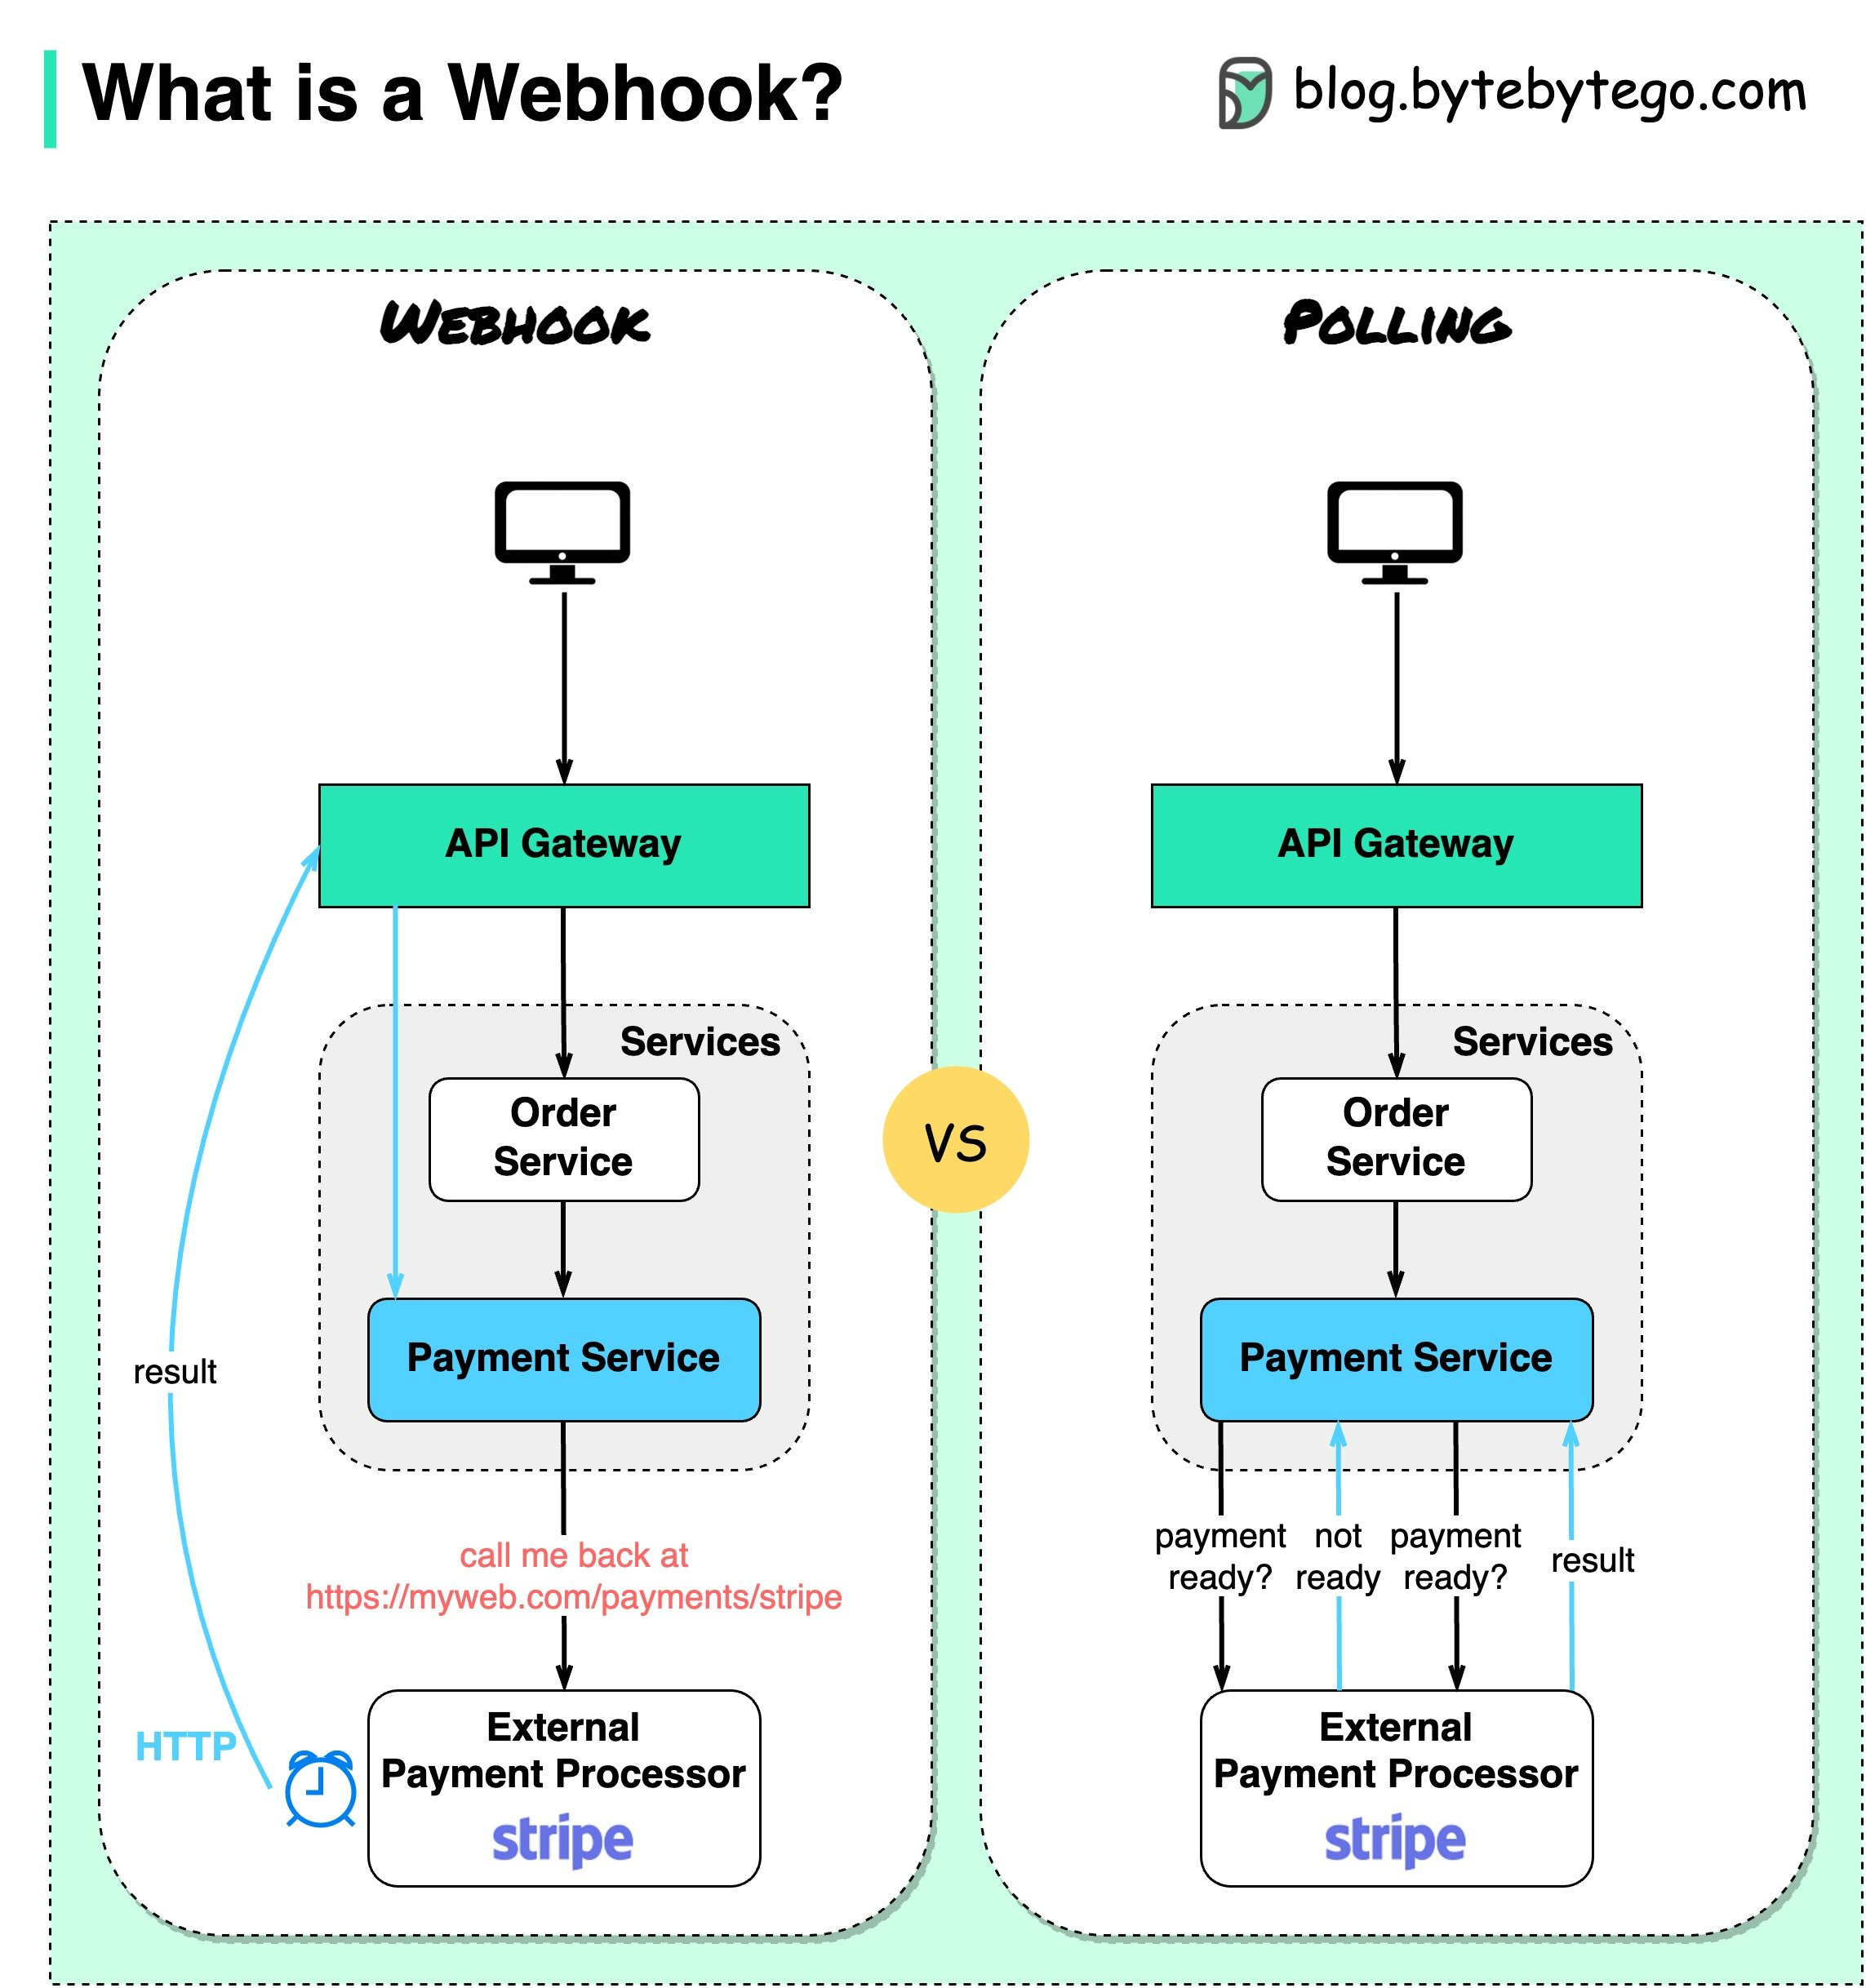 What is a Webhook?
blog.bytebytego.com
WEBHOOK
API Gateway
Services
Order
Service
Payment Service
result
call me back at
https://myweb.com/payments/stripe
HTTP
External
Payment Processor
stripe
VS
POLLING
API Gateway
Services
Order
Service
Payment Service
payment
ready?
not
ready
payment
ready?
result
External
Payment Processor
stripe